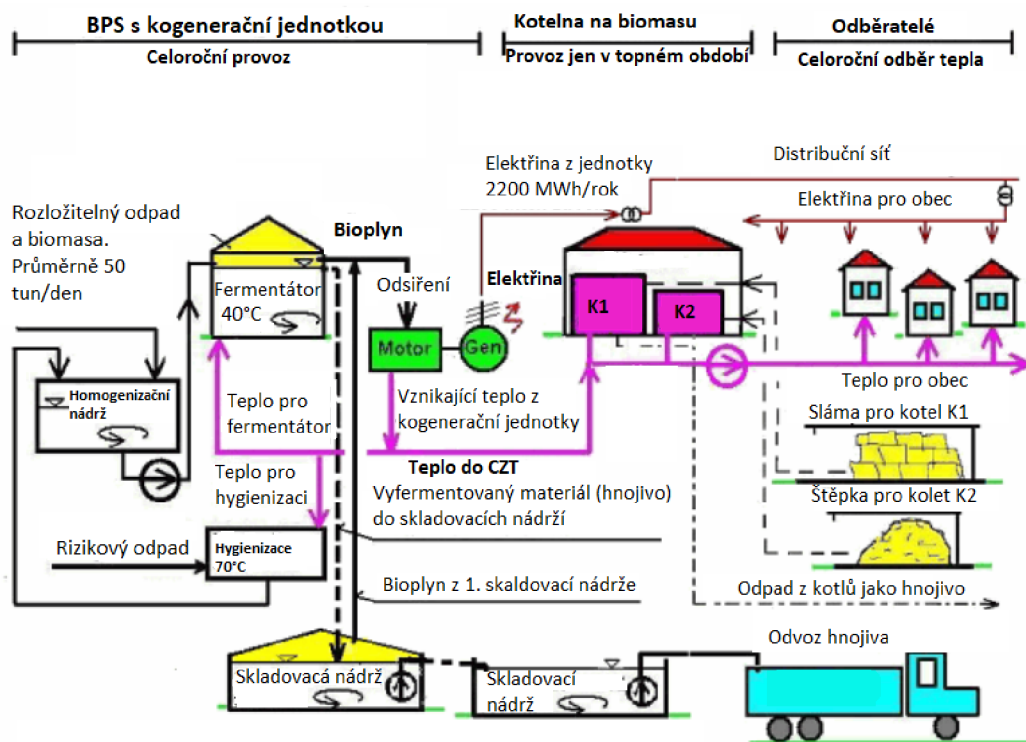 BPS s kogenerační jednotkou
Celoroční provoz
Kotelna na biomasu
Provoz jen v topném období
Odběratelé
Celoroční odběr tepla
Elektřina z jednotky
2200 MWh/rok
Distribuční síť
Elektřina pro obec
Rozložitelný odpad
a biomasa.
Průměrně 50
tun/den
Bioplyn
Fermentátor
40°C
Odsiření
Elektřina
K1
K2
Motor
Gen
Homogenizační
nádrž
Teplo pro
fermentátor
Vznikající teplo z
kogenerační jednotky
Teplo pro obec
Sláma pro kotel K1
Teplo pro
hygienizaci
Teplo do CZT
Vyfermentovaný materiál (hnojivo)
do skladovacích nádrží
Štěpka pro kolet K2
Rizikový odpad
Hygienizace
70°C
Bioplyn z 1. skaldovací nádrže
Odpad z kotlů jako hnojivo
Odvoz hnojiva
Skladovacá nádrž
Skladovací
nádrž